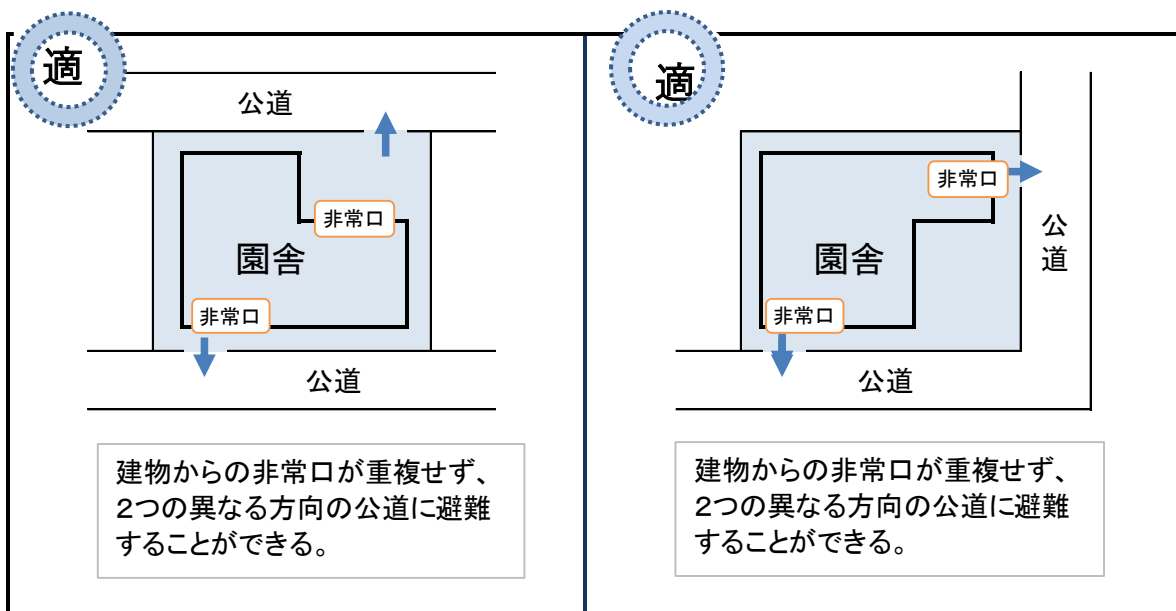 適
公道
非常口
園舎
非常口
公道
建物からの非常口が重複せず、
2つの異なる方向の公道に避難
することができる。
適
非常口
公道
園舎
非常口
公道
建物からの非常口が重複せず、
2つの異なる方向の公道に避難
することができる。